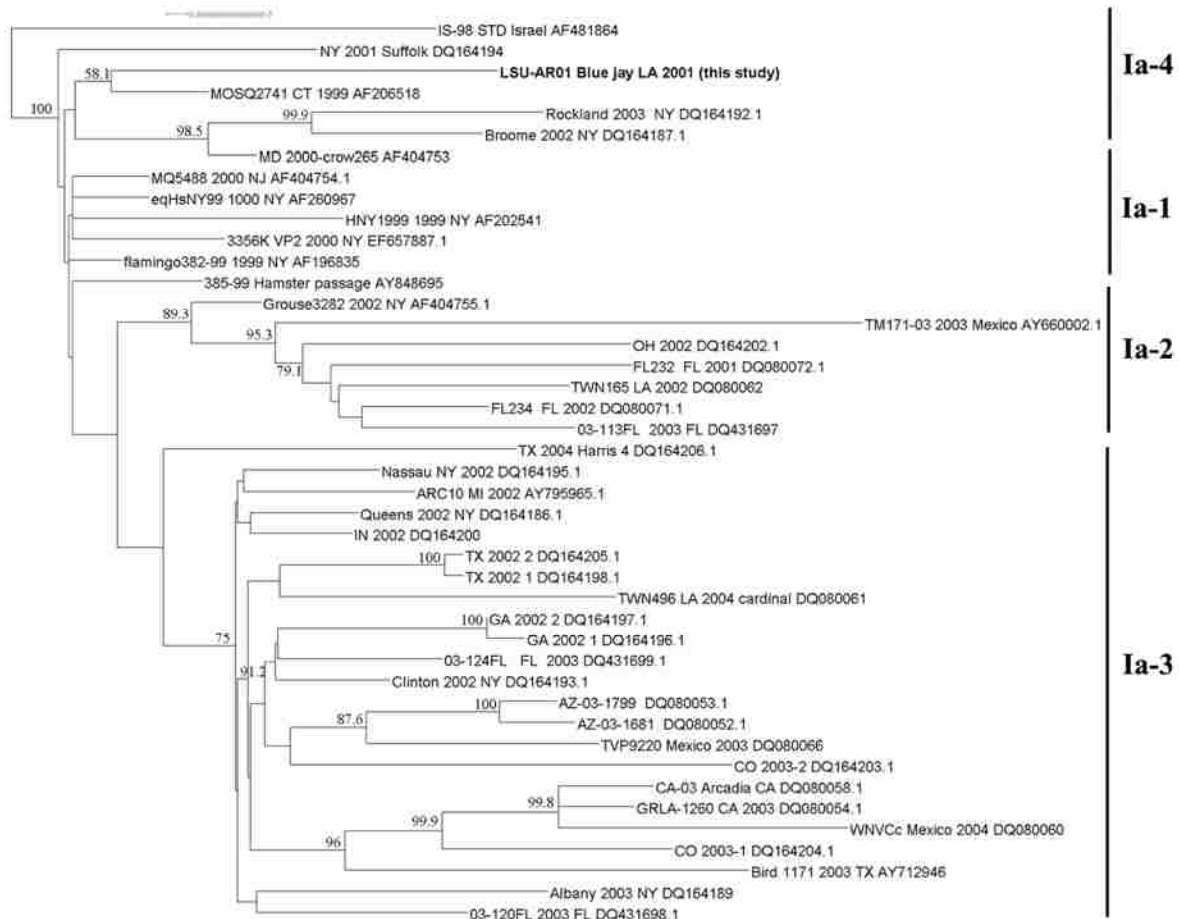 IS-98 STD Israel AF481864
NY 2001 Suffolk DQ164194
58.1
LSU-AR01 Blue jay LA 2001 (this study)
Ia-4
MOSQ2741 CT 1999 AF206518
100
99.9
Rockland 2003 NY DQ164192.1
98.5
Broome 2002 NY DQ164187.1
MD 2000-crow265 AF404753
MQ5488 2000 NJ AF404754.1
eqHsNY99 1000 NY AF260967
Ia-1
HNY1999 1999 NY AF202541
3356K VP2 2000 NY EF657887.1
flamingo382-99 1999 NY AF196835
385-99 Hamster passage AY848695
89.3
Grouse3282 2002 NY AF404755.1
95.3
TM171-03 2003 Mexico AY660002.1
Ia-2
OH 2002 DQ164202.1
79.1
FL232 FL 2001 DQ080072.1
TWN165 LA 2002 DQ080062
FL234 FL 2002 DQ080071.1
03-113FL 2003 FL DQ431697
TX 2004 Harris 4 DQ164206.1
Nassau NY 2002 DQ164195.1
ARC10 MI 2002 AY795965.1
Queens 2002 NY DQ164186.1
IN 2002 DQ164200
100
TX 2002 2 DQ164205.1
TX 2002 1 DQ164198.1
TWN496 LA 2004 cardinal DQ080061
100
GA 2002 2 DQ164197.1
75
GA 2002 1 DQ164196.1
03-124FL FL 2003 DQ431699.1
91.2
Clinton 2002 NY DQ164193.1
Ia-3
100
AZ-03-1799 DQ080053.1
87.6
AZ-03-1681 DQ080052.1
TVP9220 Mexico 2003 DQ080066
CO 2003-2 DQ164203.1
CA-03 Arcadia CA DQ080058.1
99.8
GRLA-1260 CA 2003 DQ080054.1
99.9
WNVCc Mexico 2004 DQ080060
96
CO 2003-1 DQ164204.1
Bird 1171 2003 TX AY712946
Albany 2003 NY DQ164189
03-120FL 2003 FL DQ431698.1